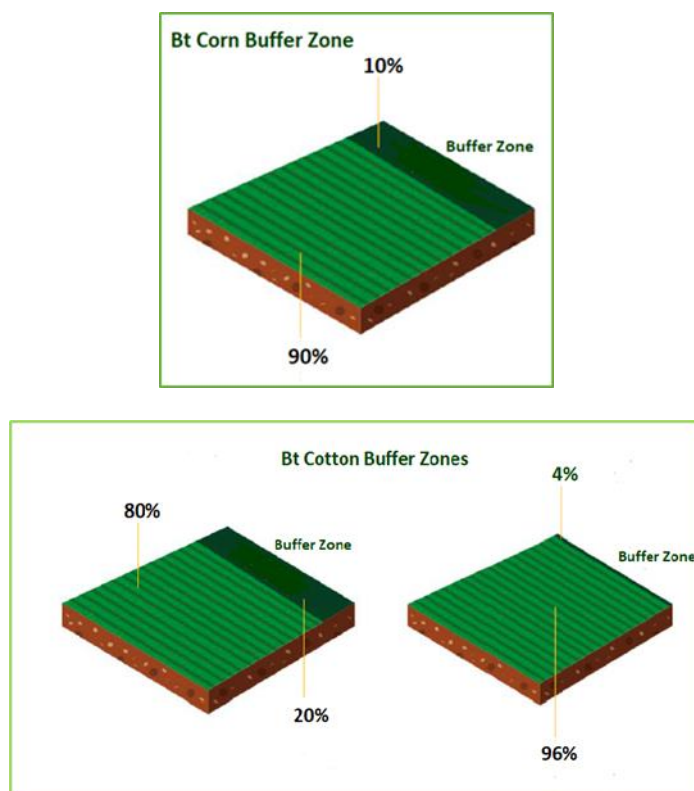 Bt Corn Buffer Zone
10%
Buffer Zone
90%
Bt Cotton Buffer Zones
80%
Buffer Zone
20%
4%
Buffer Zone
96%